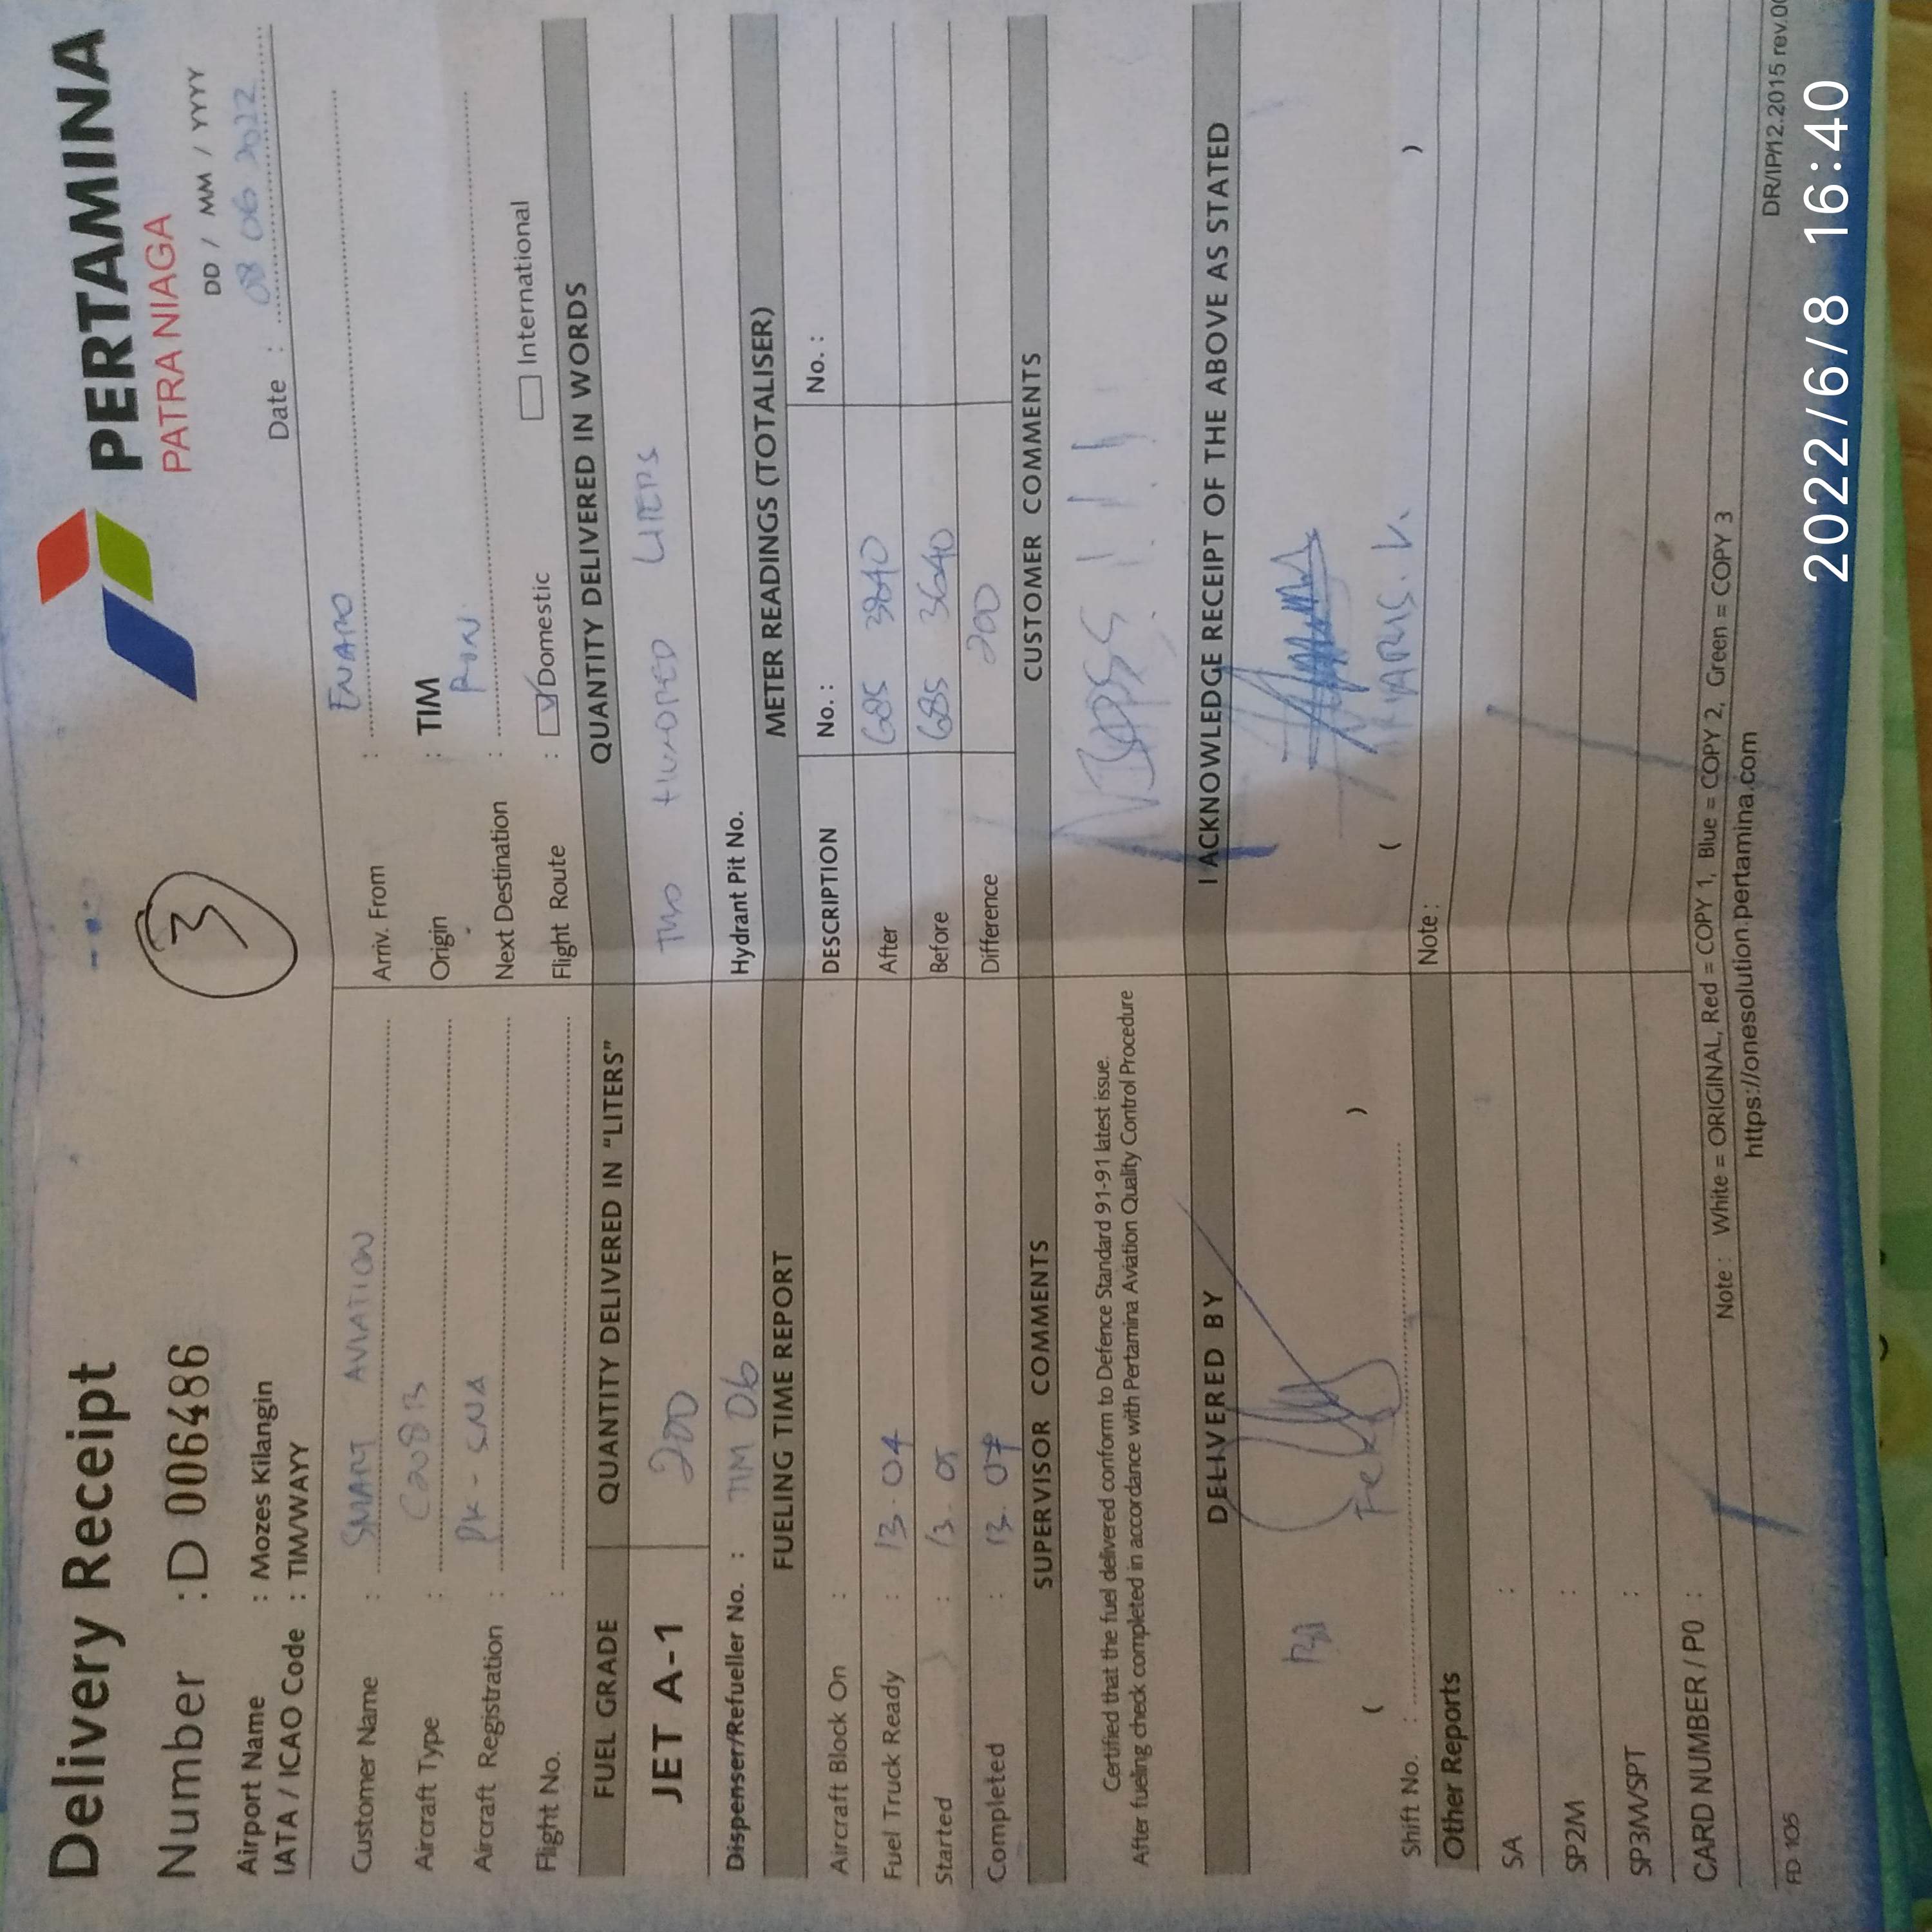 Delivery Receipt
PERTAMINA
PATRA NIAGA
Number : D 006486
3
DD / MM / YYYY
Airport Name : Mozes Kilangin
Date : 08 06 2022
IATA / ICAO Code : TIM/WAYY
Customer Name : SMART AVIATION
Arriv. From :
Aircraft Type : C208B
Origin : TIM
Aircraft Registration : PK - SNA
Next Destination :
Flight No. :
Flight Route : Domestic International
FUEL GRADE
QUANTITY DELIVERED IN "LITERS"
QUANTITY DELIVERED IN WORDS
JET A-1
200
TWO HUNDRED LITERS
Dispenser/Refueller No. : TIM 06
Hydrant Pit No.
FUELING TIME REPORT
METER READINGS (TOTALISER)
Aircraft Block On :
DESCRIPTION No. : No. :
Fuel Truck Ready : 13.04
After 685 3840
Started : 13.05
Before 685 3640
Completed : 13.07
Difference 200
SUPERVISOR COMMENTS
CUSTOMER COMMENTS
Certified that the fuel delivered conform to Defence Standard 91-91 latest issue.
After fueling check completed in accordance with Pertamina Aviation Quality Control Procedure
DELIVERED BY
I ACKNOWLEDGE RECEIPT OF THE ABOVE AS STATED
( )
( )
Shift No. :
Note :
Other Reports
SA :
SP2M :
SP3M/SPT :
CARD NUMBER / P0 :
Note : White = ORIGINAL, Red = COPY 1, Blue = COPY 2, Green = COPY 3
https://onesolution.pertamina.com
FD 105
DR/IP/12.2015 rev.00
2022/6/8 16:40